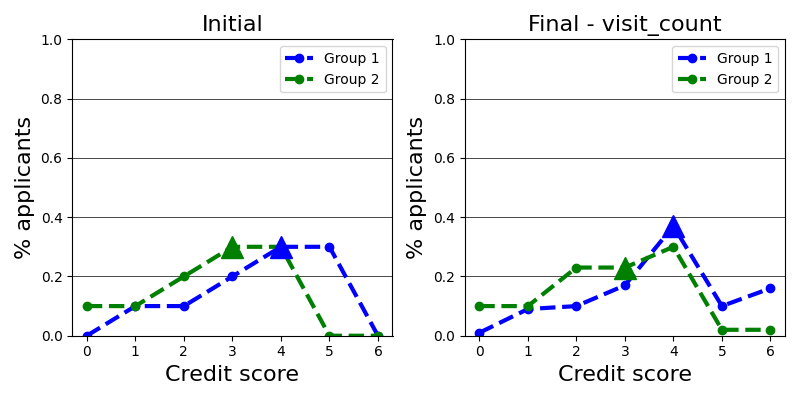 Initial
Group 1
Group 2
1.0
0.8
0.6
0.4
0.2
0.0
% applicants
0 1 2 3 4 5 6
Credit score
Final - visit_count
Group 1
Group 2
1.0
0.8
0.6
0.4
0.2
0.0
% applicants
0 1 2 3 4 5 6
Credit score